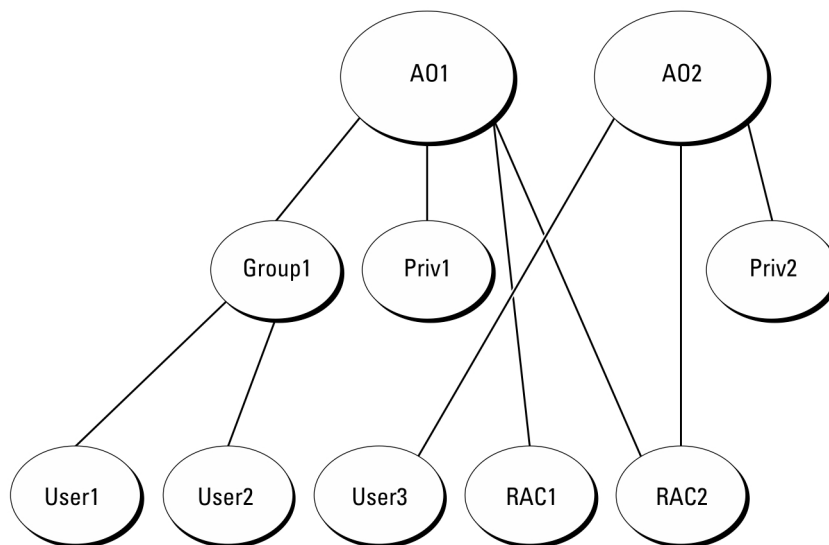 AO1
AO2
Group1
Priv1
Priv2
User1
User2
User3
RAC1
RAC2